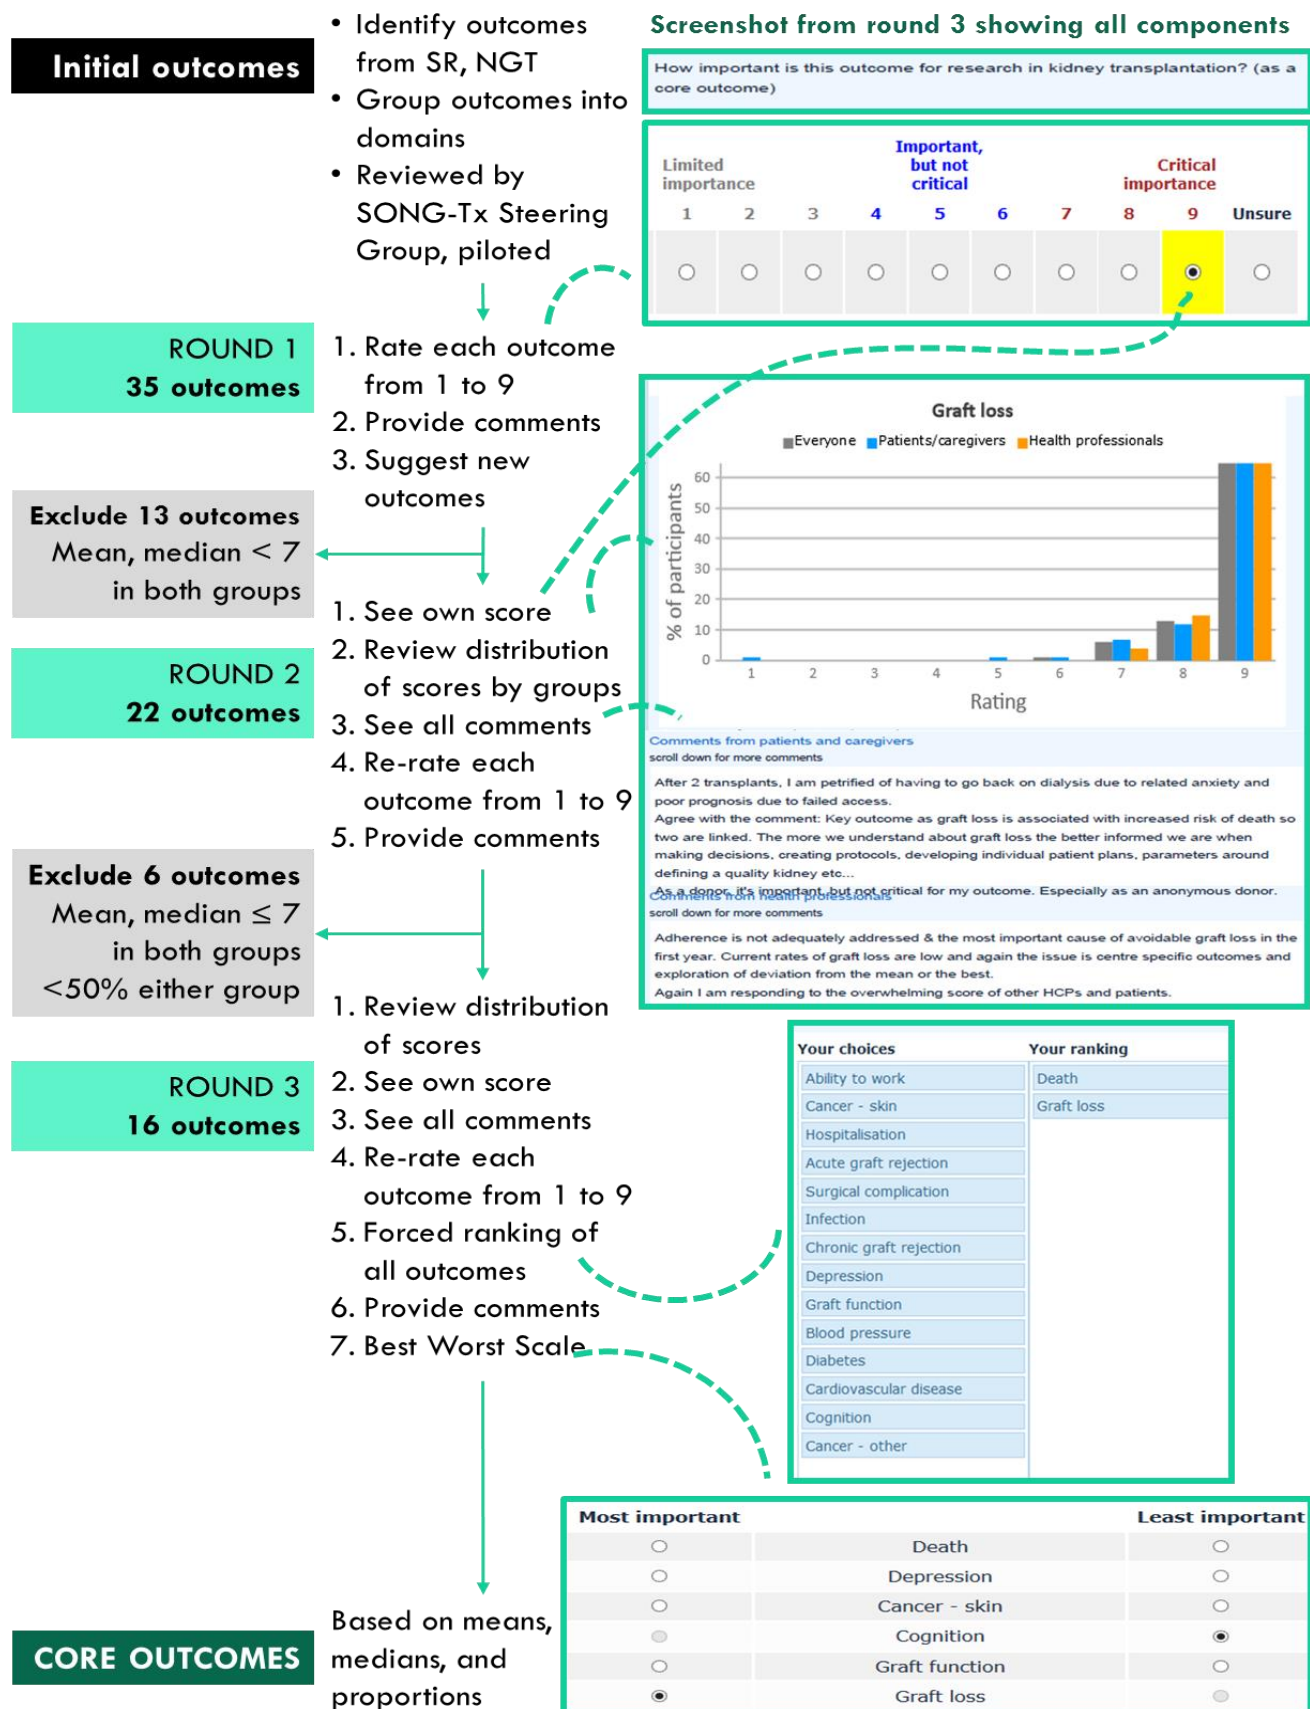 Initial outcomes
• Identify outcomes
from SR, NGT
• Group outcomes into
domains
• Reviewed by
SONG-Tx Steering
Group, piloted
ROUND 1
35 outcomes
1. Rate each outcome
from 1 to 9
2. Provide comments
3. Suggest new
outcomes
Exclude 13 outcomes
Mean, median < 7
in both groups
ROUND 2
22 outcomes
1. See own score
2. Review distribution
of scores by groups
3. See all comments
4. Re-rate each
outcome from 1 to 9
5. Provide comments
Exclude 6 outcomes
Mean, median ≤ 7
in both groups
<50% either group
ROUND 3
16 outcomes
1. Review distribution
of scores
2. See own score
3. See all comments
4. Re-rate each
outcome from 1 to 9
5. Forced ranking of
all outcomes
6. Provide comments
7. Best Worst Scale
CORE OUTCOMES
Based on means,
medians, and
proportions
Screenshot from round 3 showing all components
How important is this outcome for research in kidney transplantation? (as a
core outcome)
Limited
importance
Important,
but not
critical
Critical
importance
1 2 3 4 5 6 7 8 9 Unsure
Graft loss
Everyone Patients/caregivers Health professionals
% of participants
60
50
40
30
20
10
0
1 2 3 4 5 6 7 8 9
Rating
Comments from patients and caregivers
scroll down for more comments
After 2 transplants, I am petrified of having to go back on dialysis due to related anxiety and
poor prognosis due to failed access.
Agree with the comment: Key outcome as graft loss is associated with increased risk of death so
two are linked. The more we understand about graft loss the better informed we are when
making decisions, creating protocols, developing individual patient plans, parameters around
defining a quality kidney etc...
As a donor, it's important, but not critical for my outcome. Especially as an anonymous donor.
Comments from health professionals
scroll down for more comments
Adherence is not adequately addressed & the most important cause of avoidable graft loss in the
first year. Current rates of graft loss are low and again the issue is centre specific outcomes and
exploration of deviation from the mean or the best.
Again I am responding to the overwhelming score of other HCPs and patients.
Your choices Your ranking
Ability to work Death
Cancer - skin Graft loss
Hospitalisation
Acute graft rejection
Surgical complication
Infection
Chronic graft rejection
Depression
Graft function
Blood pressure
Diabetes
Cardiovascular disease
Cognition
Cancer - other
Most important Least important
Death
Depression
Cancer - skin
Cognition
Graft function
Graft loss